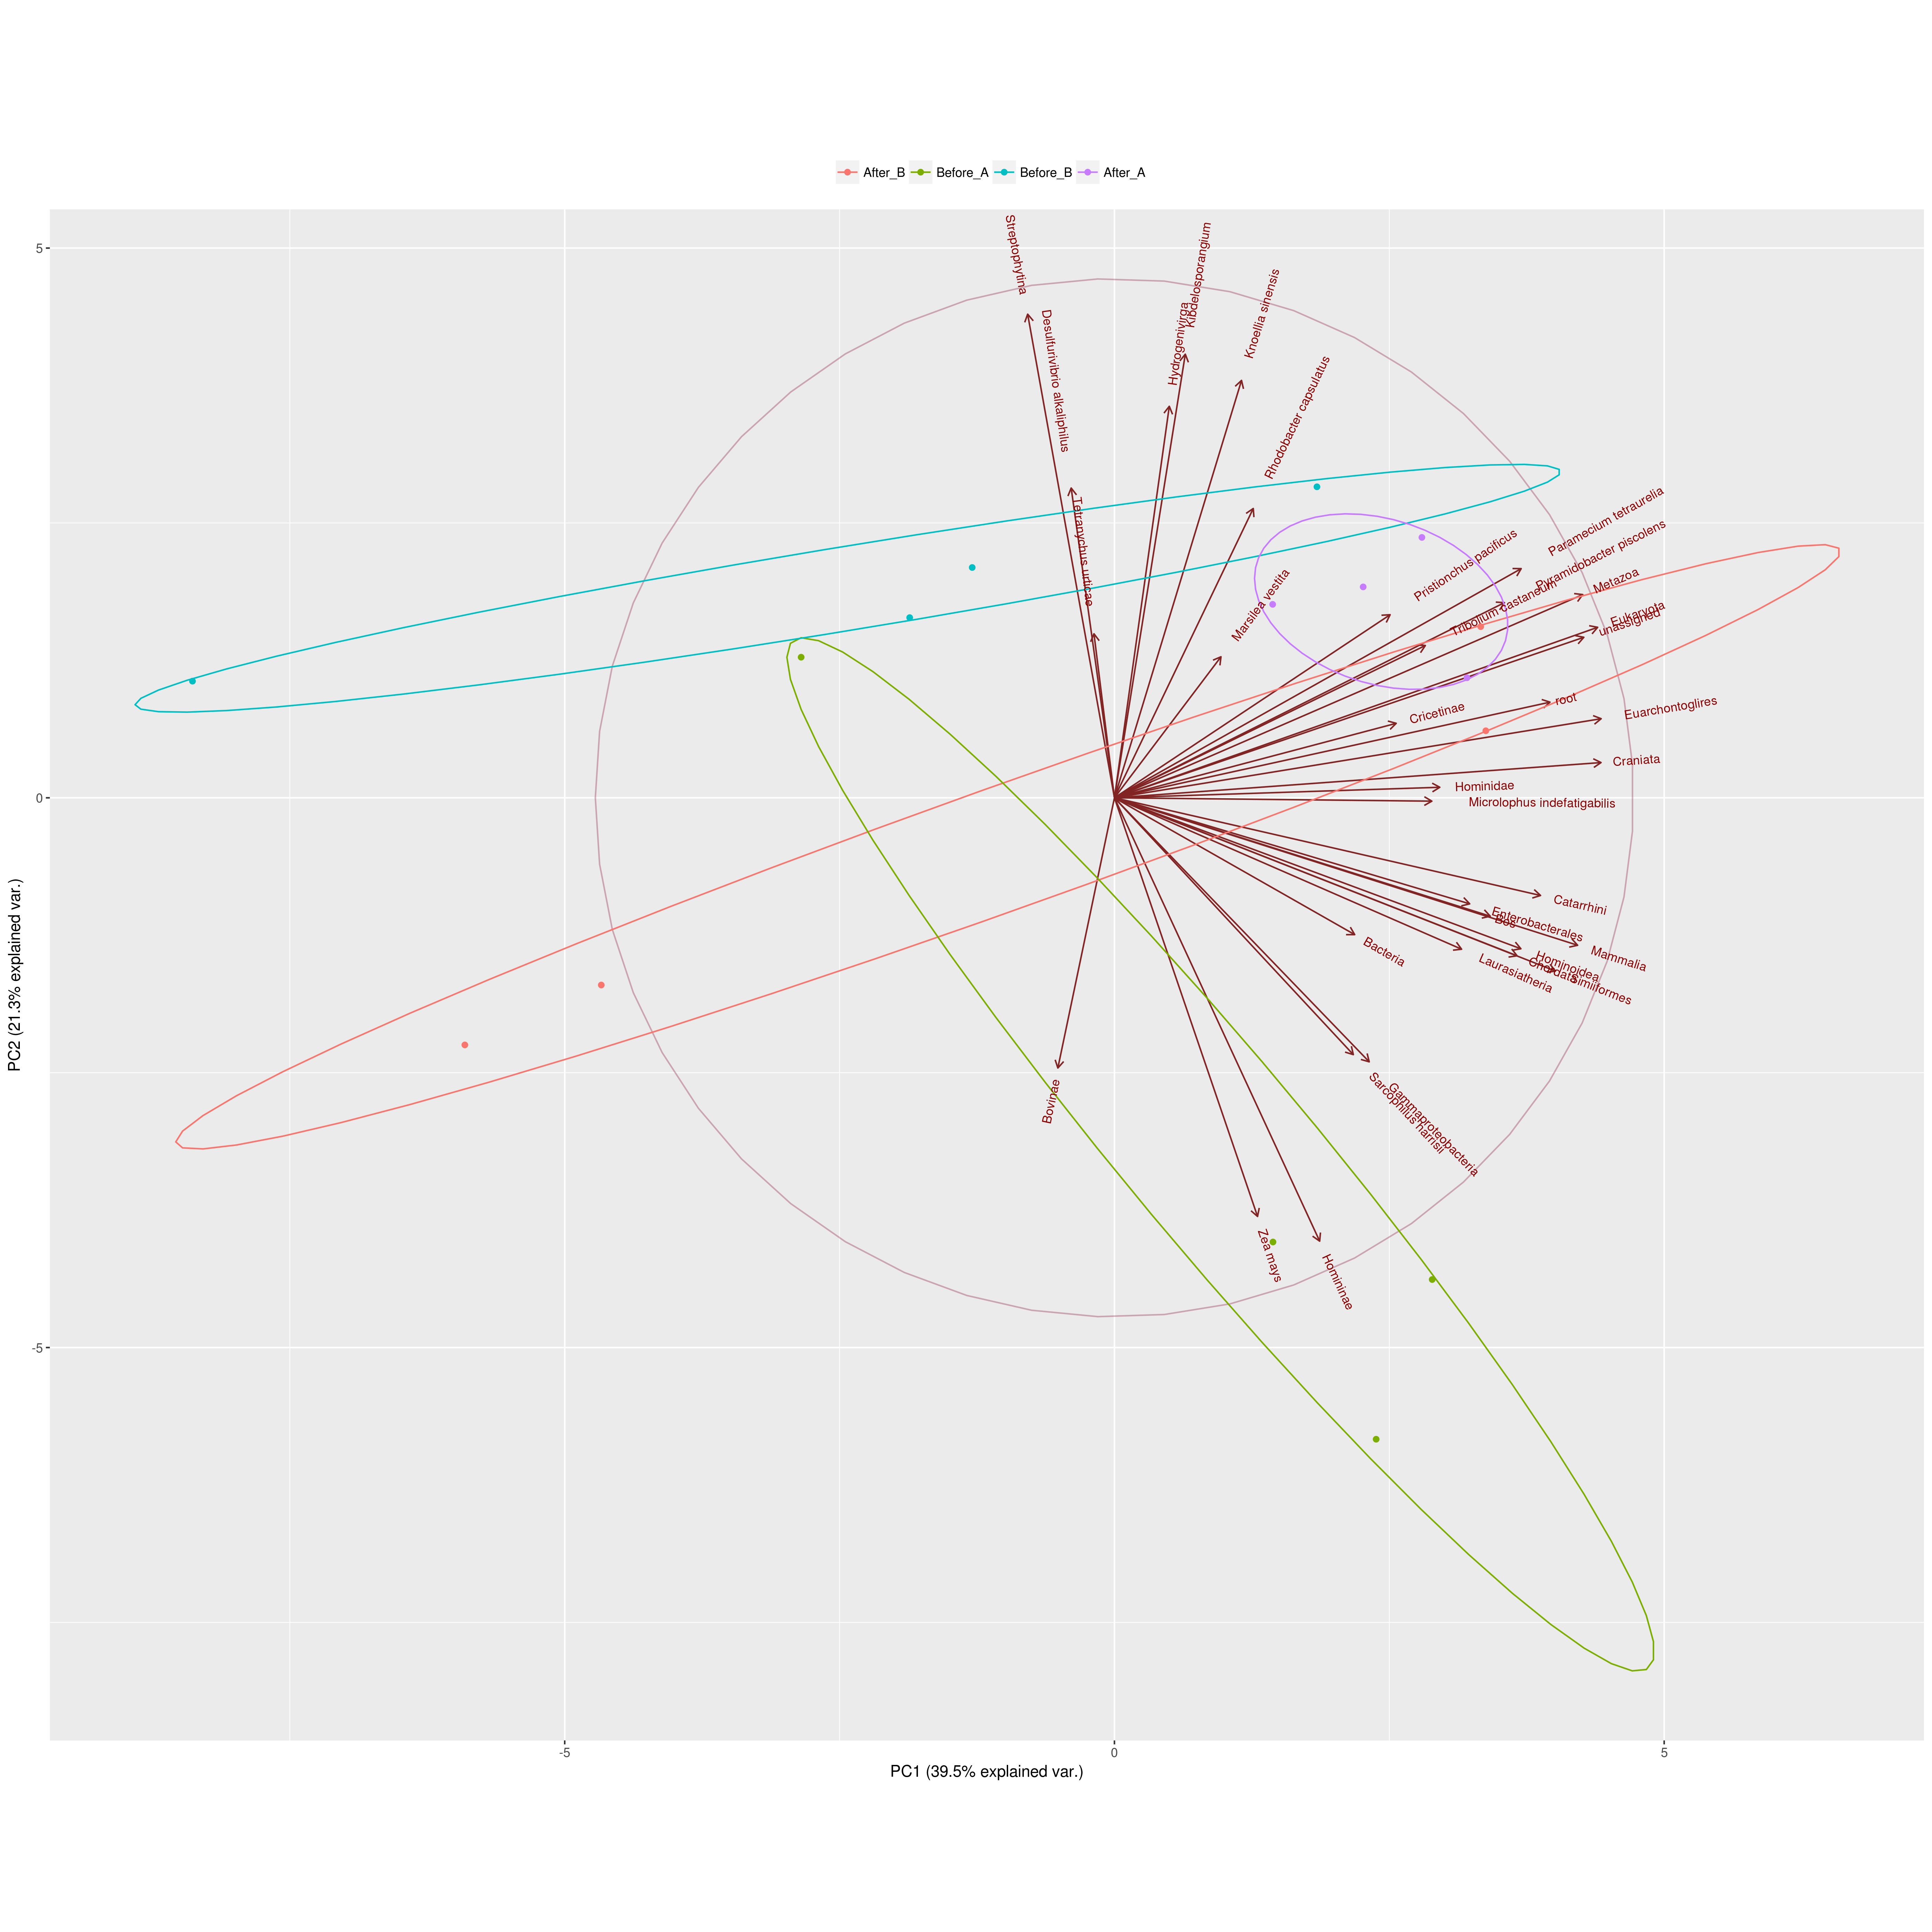 After_B Before_A Before_B After_A
Streptophytina
Kibdelosporangium
Knoellia sinensis
Hydrogenivirga
Desulfurivibrio alkaliphilus
Rhodobacter capsulatus
Tetranychus urticae
Paramecium tetraurelia
Pyramidobacter piscolens
Pristionchus pacificus
Marsilea vestita
Metazoa
Tribolium castaneum
Eukaryota
unassigned
root
Euarchontoglires
Cricetinae
Craniata
Hominidae
Microlophus indefatigabilis
Catarrhini
Enterobacterales
Bos
Mammalia
Bacteria
Hominoidea
Laurasiatheria
Chordata
Simiiformes
Bovinae
Gammaproteobacteria
Sarcophilus harrisii
Zea mays
Homininae
5
0
-5
PC2 (21.3% explained var.)
-5 0 5
PC1 (39.5% explained var.)